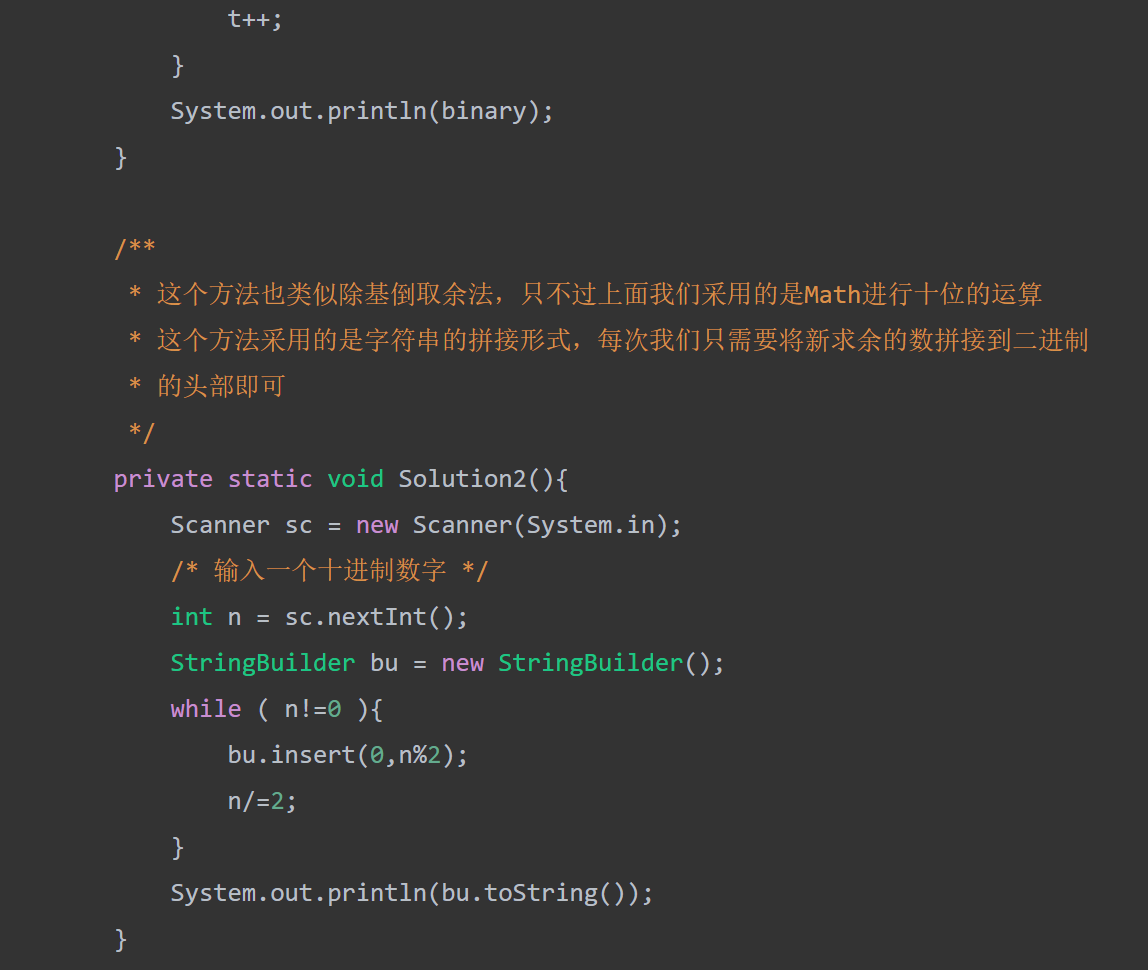 t++;
}
System.out.println(binary);
}
/**
* 这个方法也类似除基倒取余法，只不过上面我们采用的是Math进行十位的运算
* 这个方法采用的是字符串的拼接形式，每次我们只需要将新求余的数拼接到二进制
* 的头部即可
*/
private static void Solution2(){
Scanner sc = new Scanner(System.in);
/* 输入一个十进制数字 */
int n = sc.nextInt();
StringBuilder bu = new StringBuilder();
while ( n!=0 ){
bu.insert(0,n%2);
n/=2;
}
System.out.println(bu.toString());
}